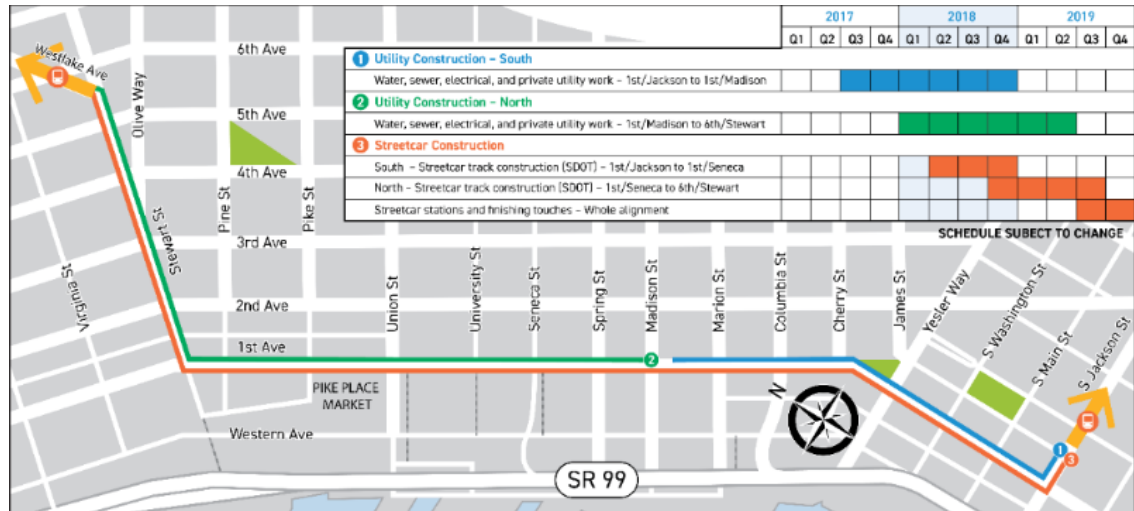 2017 2018 2019
Q1 Q2 Q3 Q4 Q1 Q2 Q3 Q4 Q1 Q2 Q3 Q4
1 Utility Construction – South
Water, sewer, electrical, and private utility work – 1st/Jackson to 1st/Madison
2 Utility Construction – North
Water, sewer, electrical, and private utility work – 1st/Madison to 6th/Stewart
3 Streetcar Construction
South – Streetcar track construction (SDOT) – 1st/Jackson to 1st/Seneca
North – Streetcar track construction (SDOT) – 1st/Seneca to 6th/Stewart
Streetcar stations and finishing touches – Whole alignment
SCHEDULE SUBECT TO CHANGE
Westlake Ave
Olive Way
6th Ave
5th Ave
4th Ave
3rd Ave
2nd Ave
1st Ave
Western Ave
Virginia St
Stewart St
Pine St
Pike St
Union St
University St
Seneca St
Spring St
Madison St
Marion St
Columbia St
Cherry St
James St
Yesler Way
S Washington St
S Main St
S Jackson St
PIKE PLACE
MARKET
2
N
1
3
SR 99